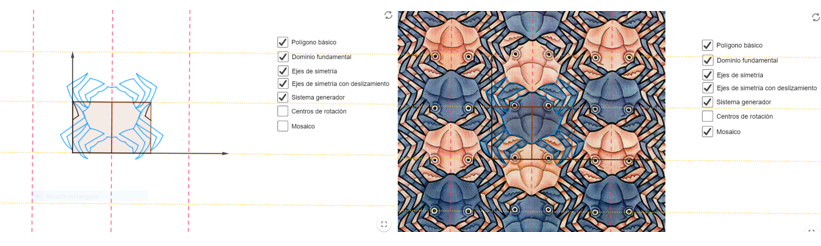 Polígono básico
Dominio fundamental
Ejes de simetría
Ejes de simetría con deslizamiento
Sistema generador
Centros de rotación
Mosaico
Polígono básico
Dominio fundamental
Ejes de simetría
Ejes de simetría con deslizamiento
Sistema generador
Centros de rotación
Mosaico